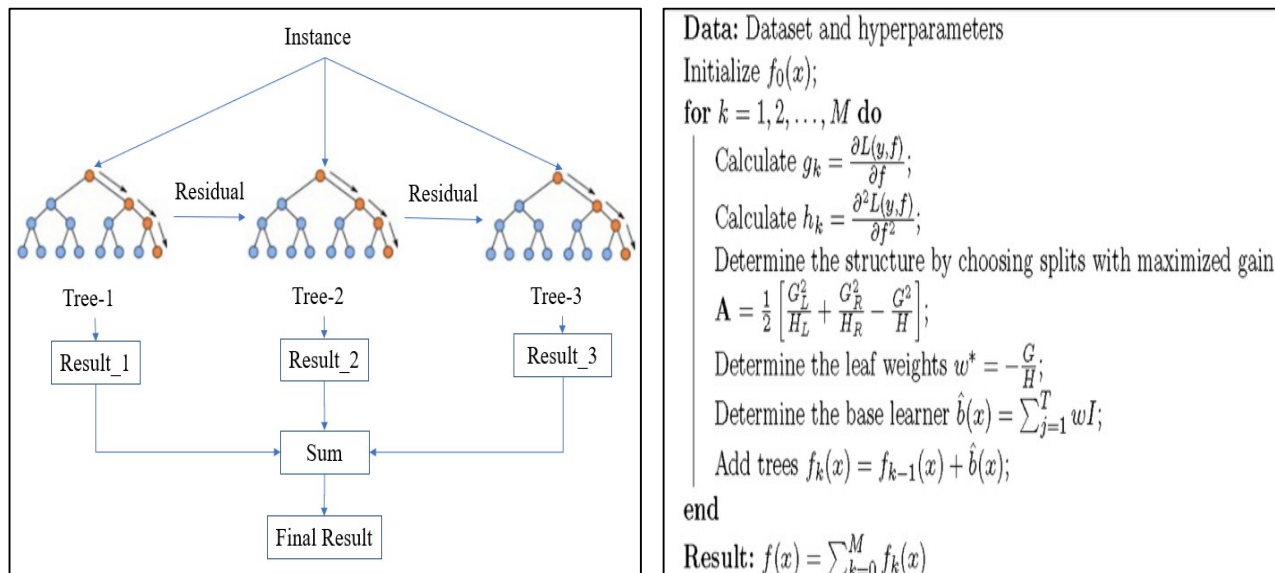 Instance
Residual
Residual
Tree-1
Tree-2
Tree-3
Result_1
Result_2
Result_3
Sum
Final Result
Data: Dataset and hyperparameters
Initialize f_0(x);
for k = 1, 2, . . . , M do
Calculate g_k = ∂L(y,f)/∂f;
Calculate h_k = ∂²L(y,f)/∂f²;
Determine the structure by choosing splits with maximized gain
A = 1/2 [G_L²/H_L + G_R²/H_R − G²/H];
Determine the leaf weights w* = −G/H;
Determine the base learner b̂(x) = ∑_{j=1}^{T} wI;
Add trees f_k(x) = f_{k−1}(x) + b̂(x);
end
Result: f(x) = ∑_{k=0}^{M} f_k(x)